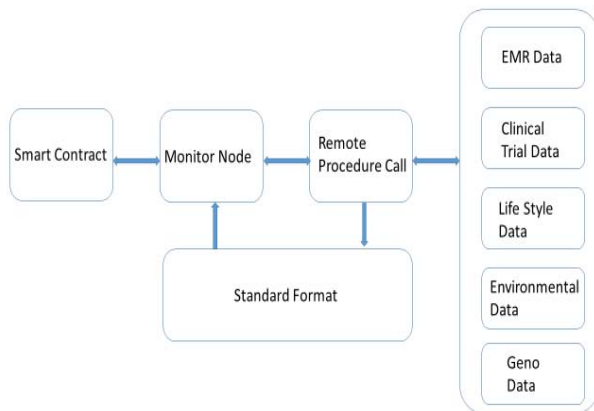 Smart Contract
Monitor Node
Remote
Procedure Call
Standard Format
EMR Data
Clinical
Trial Data
Life Style
Data
Environmental
Data
Geno
Data